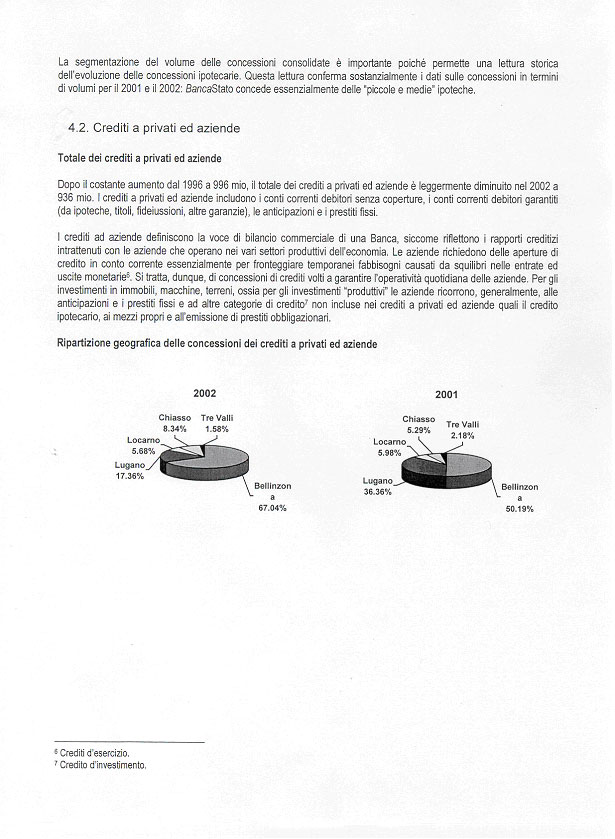 La segmentazione del volume delle concessioni consolidate è importante poiché permette una lettura storica
dell'evoluzione delle concessioni ipotecarie. Questa lettura conferma sostanzialmente i dati sulle concessioni in termini
di volumi per il 2001 e il 2002: BancaStato concede essenzialmente delle "piccole e medie" ipoteche.
4.2. Crediti a privati ed aziende
Totale dei crediti a privati ed aziende
Dopo il costante aumento dal 1996 a 996 mio, il totale dei crediti a privati ed aziende è leggermente diminuito nel 2002 a
936 mio. I crediti a privati ed aziende includono i conti correnti debitori senza coperture, i conti correnti debitori garantiti
(da ipoteche, titoli, fideiussioni, altre garanzie), le anticipazioni e i prestiti fissi.
I crediti ad aziende definiscono la voce di bilancio commerciale di una Banca, siccome riflettono i rapporti creditizi
intrattenuti con le aziende che operano nei vari settori produttivi dell'economia. Le aziende richiedono delle aperture di
credito in conto corrente essenzialmente per fronteggiare temporanei fabbisogni causati da squilibri nelle entrate ed
uscite monetarie⁶. Si tratta, dunque, di concessioni di crediti volti a garantire l'operatività quotidiana delle aziende. Per gli
investimenti in immobili, macchine, terreni, ossia per gli investimenti "produttivi" le aziende ricorrono, generalmente, alle
anticipazioni e i prestiti fissi e ad altre categorie di credito⁷ non incluse nei crediti a privati ed aziende quali il credito
ipotecario, ai mezzi propri e all'emissione di prestiti obbligazionari.
Ripartizione geografica delle concessioni dei crediti a privati ed aziende
2002
Chiasso
8.34%
Tre Valli
1.58%
Locarno
5.68%
Lugano
17.36%
Bellinzon
a
67.04%
2001
Chiasso
5.29%
Tre Valli
2.18%
Locarno
5.98%
Lugano
36.36%
Bellinzon
a
50.19%
⁶ Crediti d'esercizio.
⁷ Credito d'investimento.